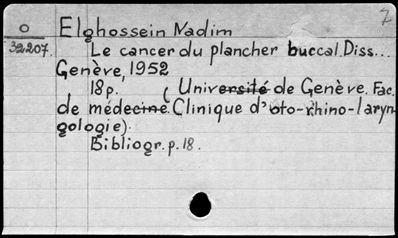 7
O Elghossein Nadim
32207. Le cancer du plancher buccal. Diss...
Genève, 1952
18p. (Université de Genève. Fac.
de médecine. Clinique d'oto-rhino-laryn-
gologie).
Bibliogr. p. 18.